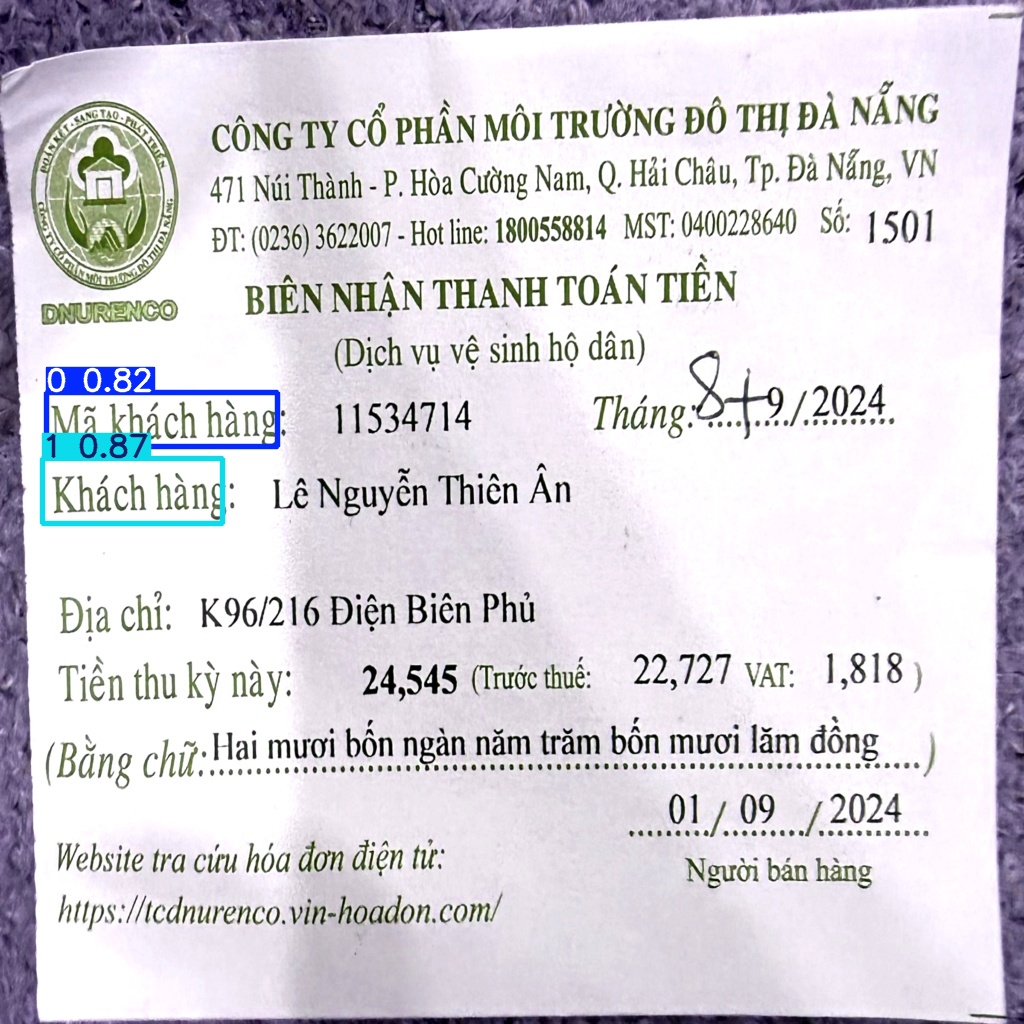 ĐOÀN KẾT - SANG TẠO - PHÁT TRIỂN
CÔNG TY CỔ PHẦN MÔI TRƯỜNG ĐÔ THỊ ĐÀ NẴNG
DNURENCO
CÔNG TY CỔ PHẦN MÔI TRƯỜNG ĐÔ THỊ ĐÀ NẴNG
471 Núi Thành - P. Hòa Cường Nam, Q. Hải Châu, Tp. Đà Nẵng, VN
ĐT: (0236) 3622007 - Hot line: 1800558814 MST: 0400228640 Số: 1501
BIÊN NHẬN THANH TOÁN TIỀN
(Dịch vụ vệ sinh hộ dân)
0 0.82
Mã khách hàng: 11534714 Tháng: 8+9/2024
1 0.87
Khách hàng: Lê Nguyễn Thiên Ân
Địa chỉ: K96/216 Điện Biên Phủ
Tiền thu kỳ này: 24,545 (Trước thuế: 22,727 VAT: 1,818 )
(Bằng chữ: Hai mươi bốn ngàn năm trăm bốn mươi lăm đồng )
01 / 09 / 2024
Người bán hàng
Website tra cứu hóa đơn điện tử:
https://tcdnurenco.vin-hoadon.com/